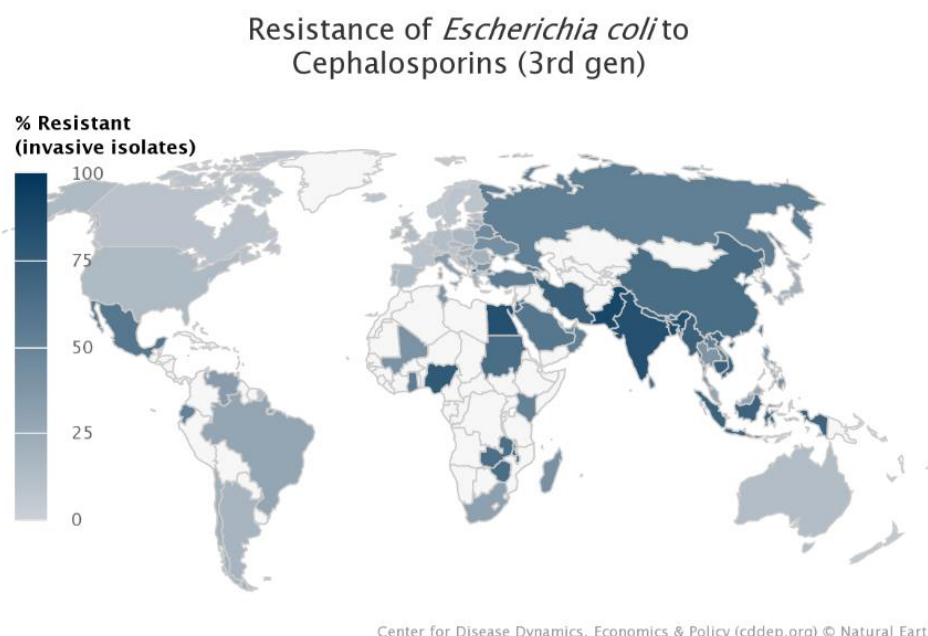 Resistance of Escherichia coli to
Cephalosporins (3rd gen)
% Resistant
(invasive isolates)
100
75
50
25
0
Center for Disease Dynamics, Economics & Policy (cddep.org) © Natural Eart